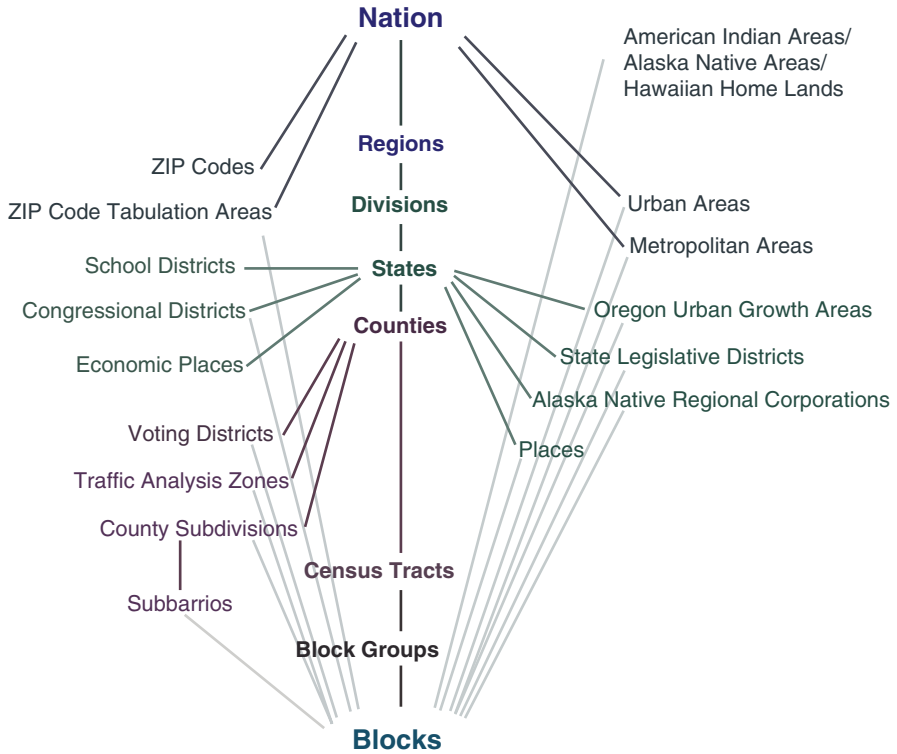 Nation
American Indian Areas/
Alaska Native Areas/
Hawaiian Home Lands
Regions
ZIP Codes
Divisions
Urban Areas
ZIP Code Tabulation Areas
Metropolitan Areas
School Districts
States
Congressional Districts
Oregon Urban Growth Areas
Counties
State Legislative Districts
Economic Places
Alaska Native Regional Corporations
Voting Districts
Places
Traffic Analysis Zones
County Subdivisions
Census Tracts
Subbarrios
Block Groups
Blocks